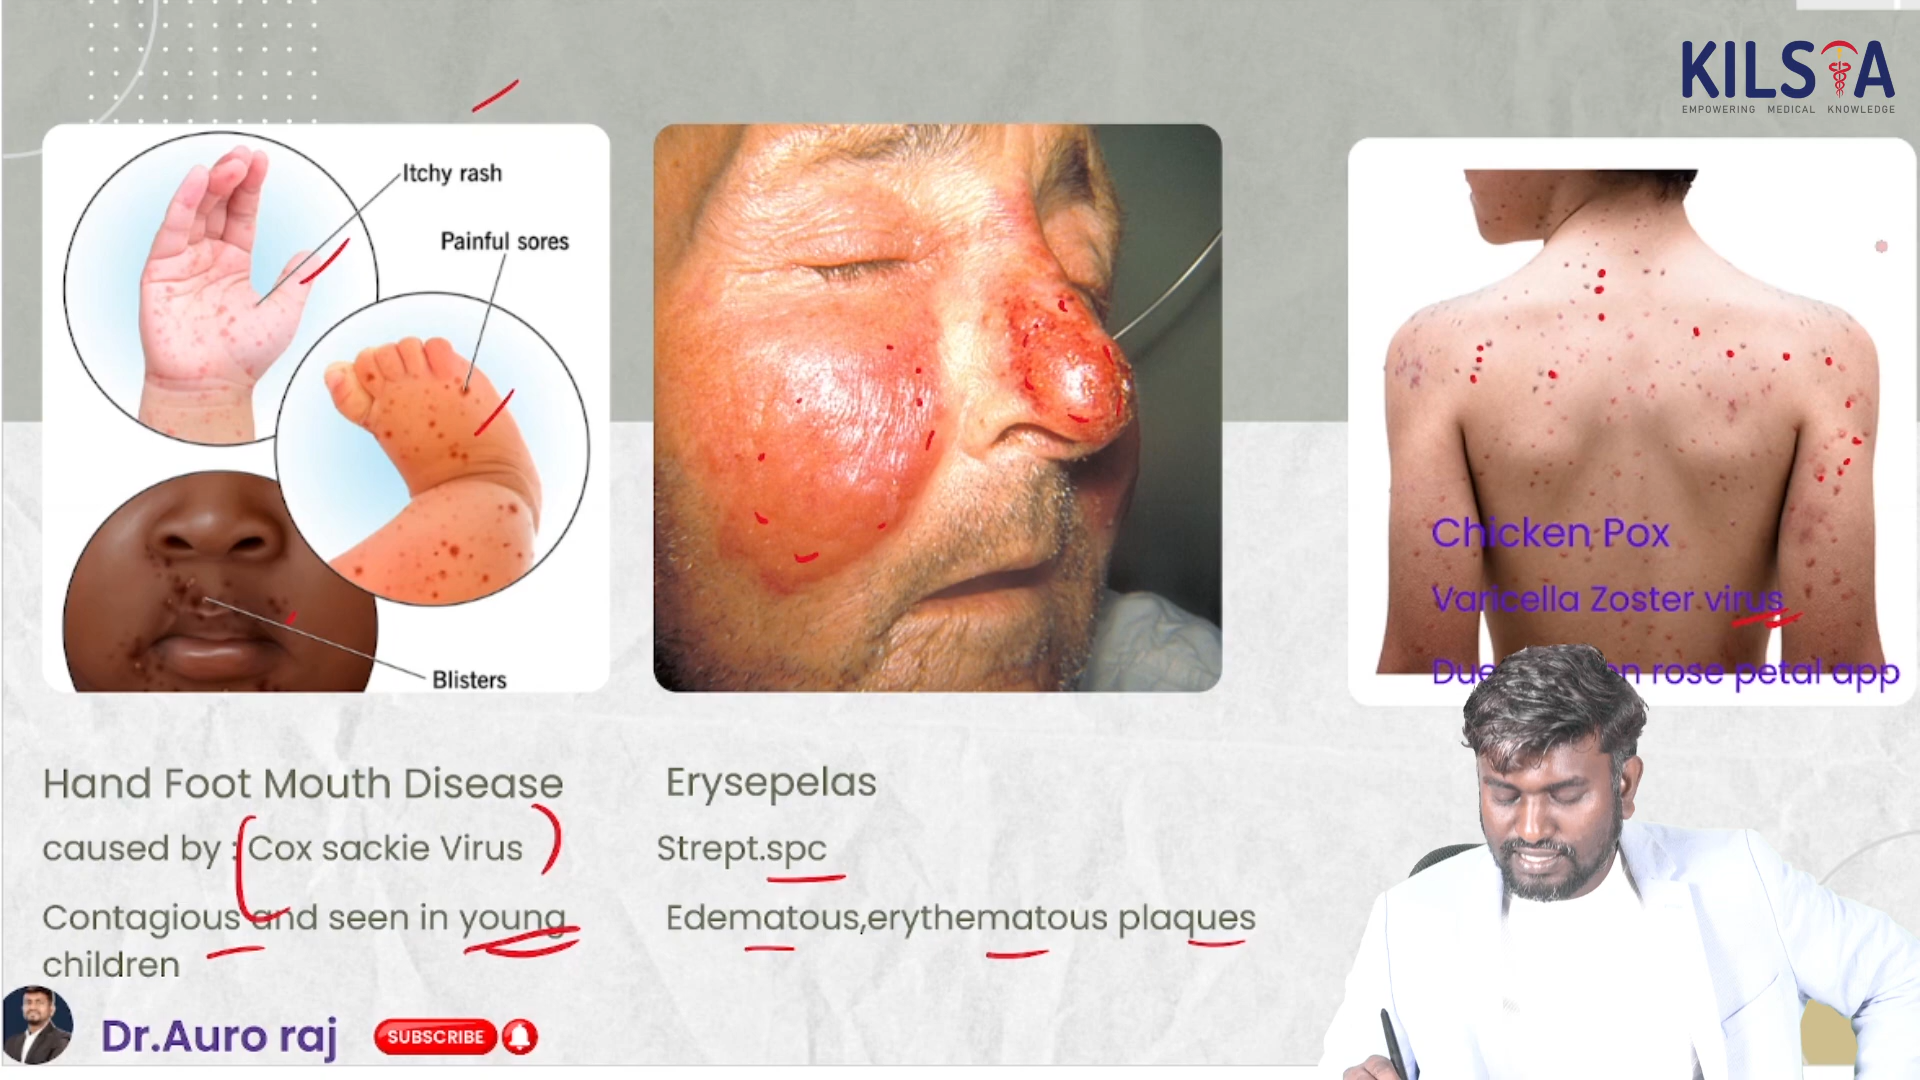 KILSTA
EMPOWERING MEDICAL KNOWLEDGE
Itchy rash
Painful sores
Blisters
Hand Foot Mouth Disease
caused by : Cox sackie Virus
Contagious and seen in young
children
Erysepelas
Strept.spc
Edematous,erythematous plaques
Chicken Pox
Varicella Zoster virus
rose petal app
Dr.Auro raj
SUBSCRIBE